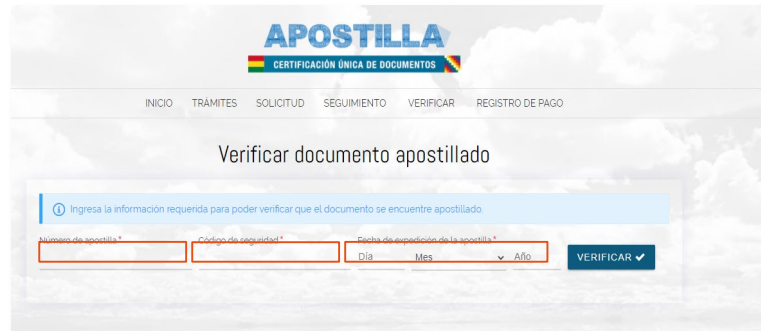 APOSTILLA
CERTIFICACIÓN ÚNICA DE DOCUMENTOS
INICIO TRÁMITES SOLICITUD SEGUIMIENTO VERIFICAR REGISTRO DE PAGO
Verificar documento apostillado
Ingresa la información requerida para poder verificar que el documento se encuentre apostillado.
Número de apostilla * Código de seguridad * Fecha de expedición de la apostilla *
Día Mes Año VERIFICAR